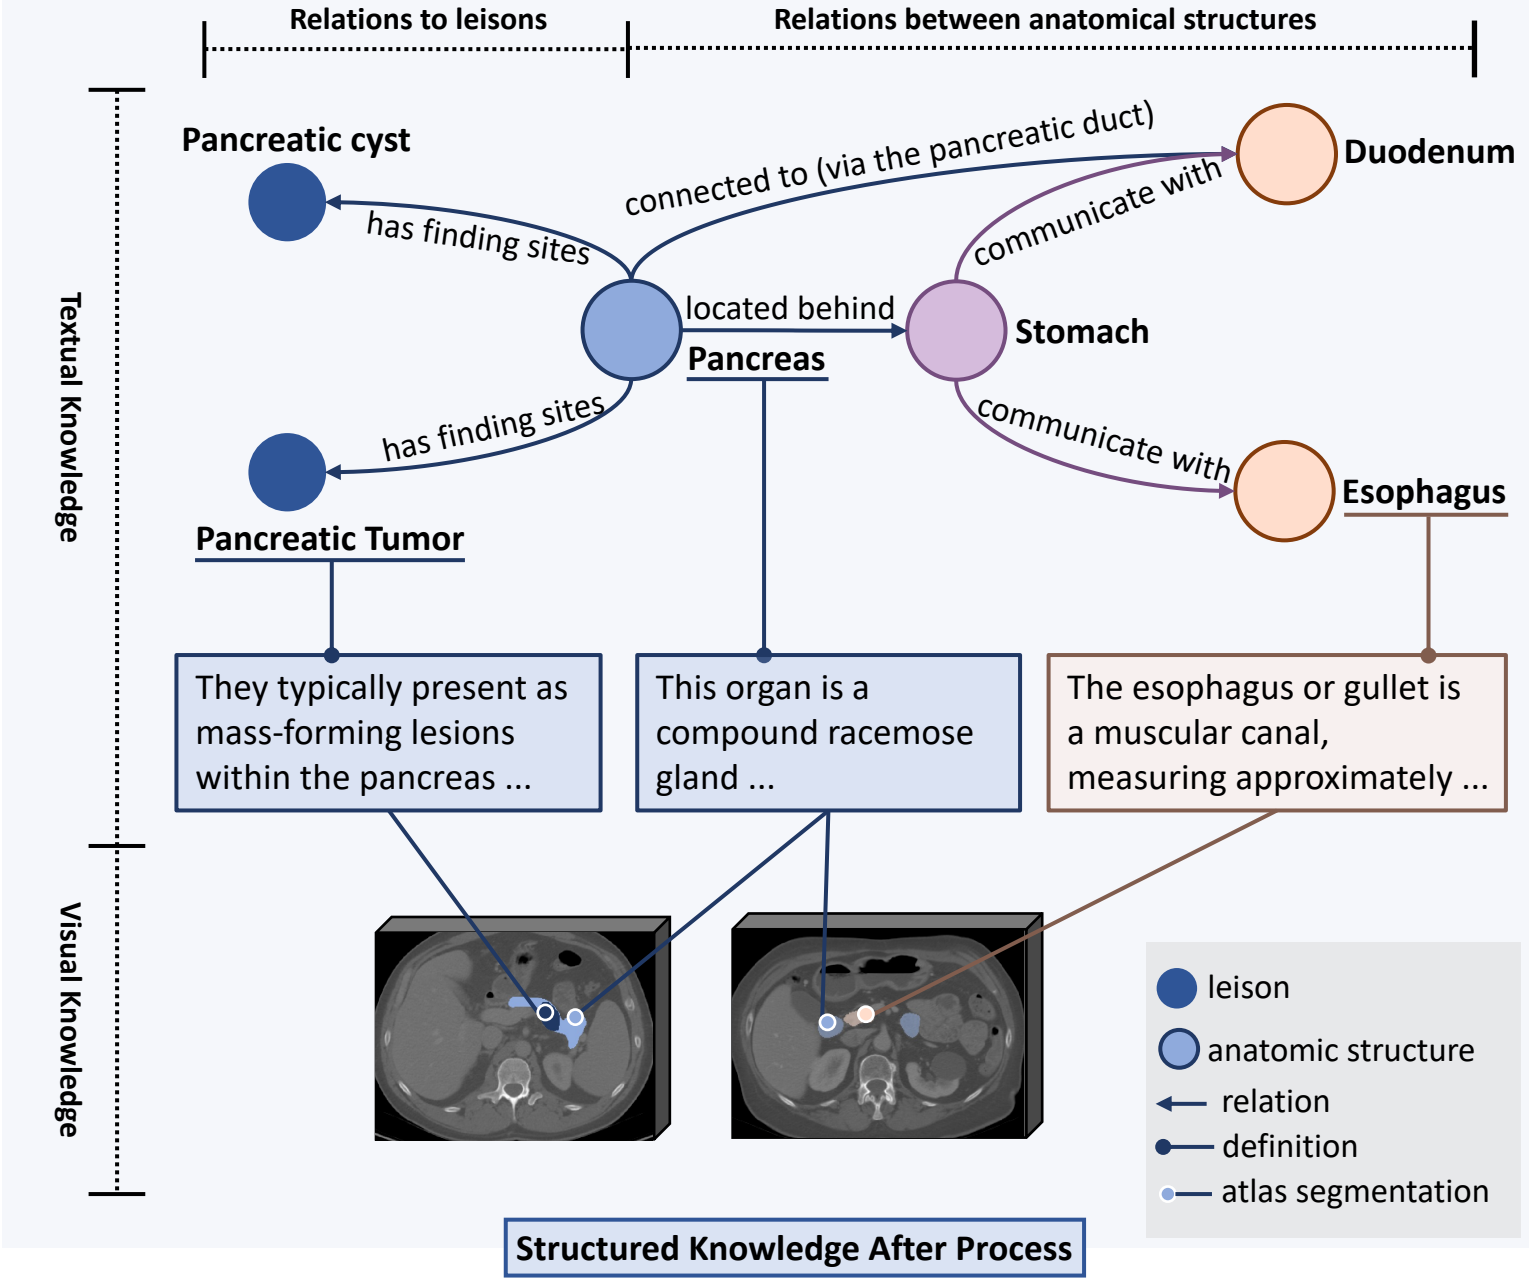 Relations to leisons
Relations between anatomical structures
Textual Knowledge
Pancreatic cyst
connected to (via the pancreatic duct)
Duodenum
has finding sites
communicate with
located behind
Stomach
Pancreas
has finding sites
communicate with
Esophagus
Pancreatic Tumor
They typically present as
mass-forming lesions
within the pancreas ...
This organ is a
compound racemose
gland ...
The esophagus or gullet is
a muscular canal,
measuring approximately ...
Visual Knowledge
leison
anatomic structure
relation
definition
atlas segmentation
Structured Knowledge After Process